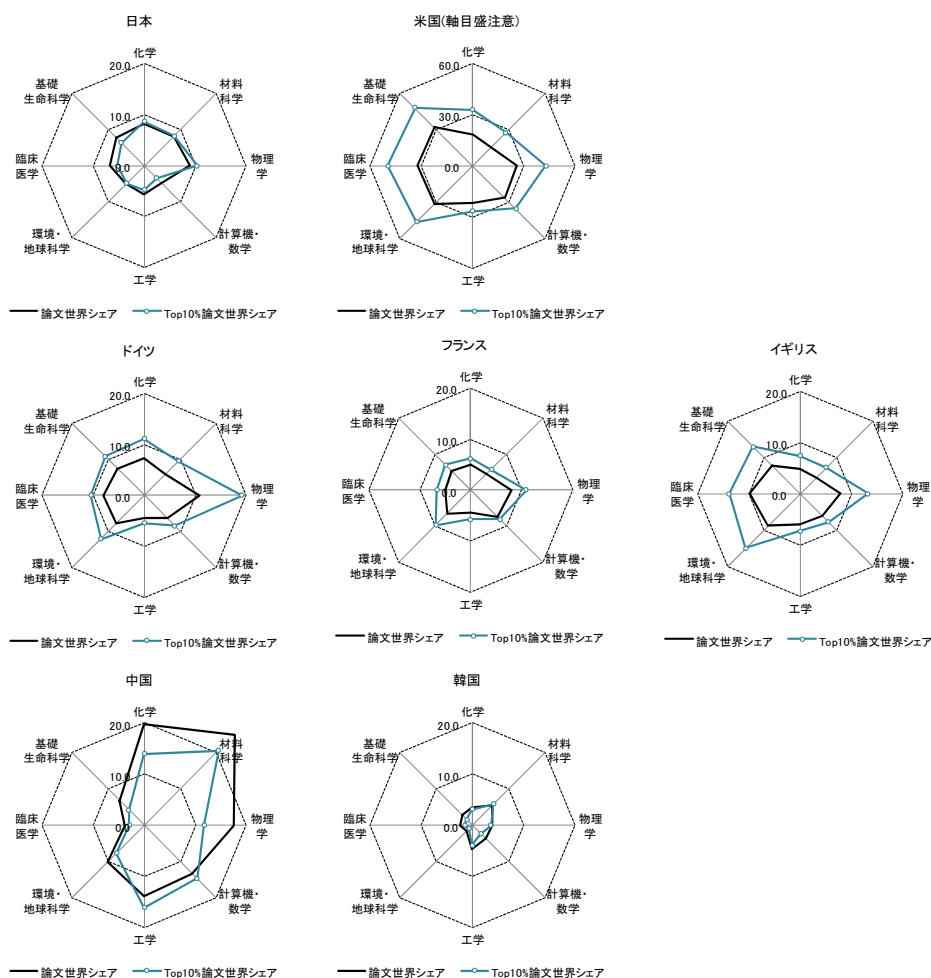 日本
20.0
10.0
0.0
化学
材料
科学
物理
学
計算機・
数学
工学
環境・
地球科学
臨床
医学
基礎
生命科学
論文世界シェア
Top10%論文世界シェア
米国(軸目盛注意)
60.0
30.0
0.0
化学
材料
科学
物理
学
計算機・
数学
工学
環境・
地球科学
臨床
医学
基礎
生命科学
論文世界シェア
Top10%論文世界シェア
ドイツ
20.0
10.0
0.0
化学
材料
科学
物理
学
計算機・
数学
工学
環境・
地球科学
臨床
医学
基礎
生命科学
論文世界シェア
Top10%論文世界シェア
フランス
20.0
10.0
0.0
化学
材料
科学
物理
学
計算機・
数学
工学
環境・
地球科学
臨床
医学
基礎
生命科学
論文世界シェア
Top10%論文世界シェア
イギリス
20.0
10.0
0.0
化学
材料
科学
物理
学
計算機・
数学
工学
環境・
地球科学
臨床
医学
基礎
生命科学
論文世界シェア
Top10%論文世界シェア
中国
20.0
10.0
0.0
化学
材料
科学
物理
学
計算機・
数学
工学
環境・
地球科学
臨床
医学
基礎
生命科学
論文世界シェア
Top10%論文世界シェア
韓国
20.0
10.0
0.0
化学
材料
科学
物理
学
計算機・
数学
工学
環境・
地球科学
臨床
医学
基礎
生命科学
論文世界シェア
Top10%論文世界シェア